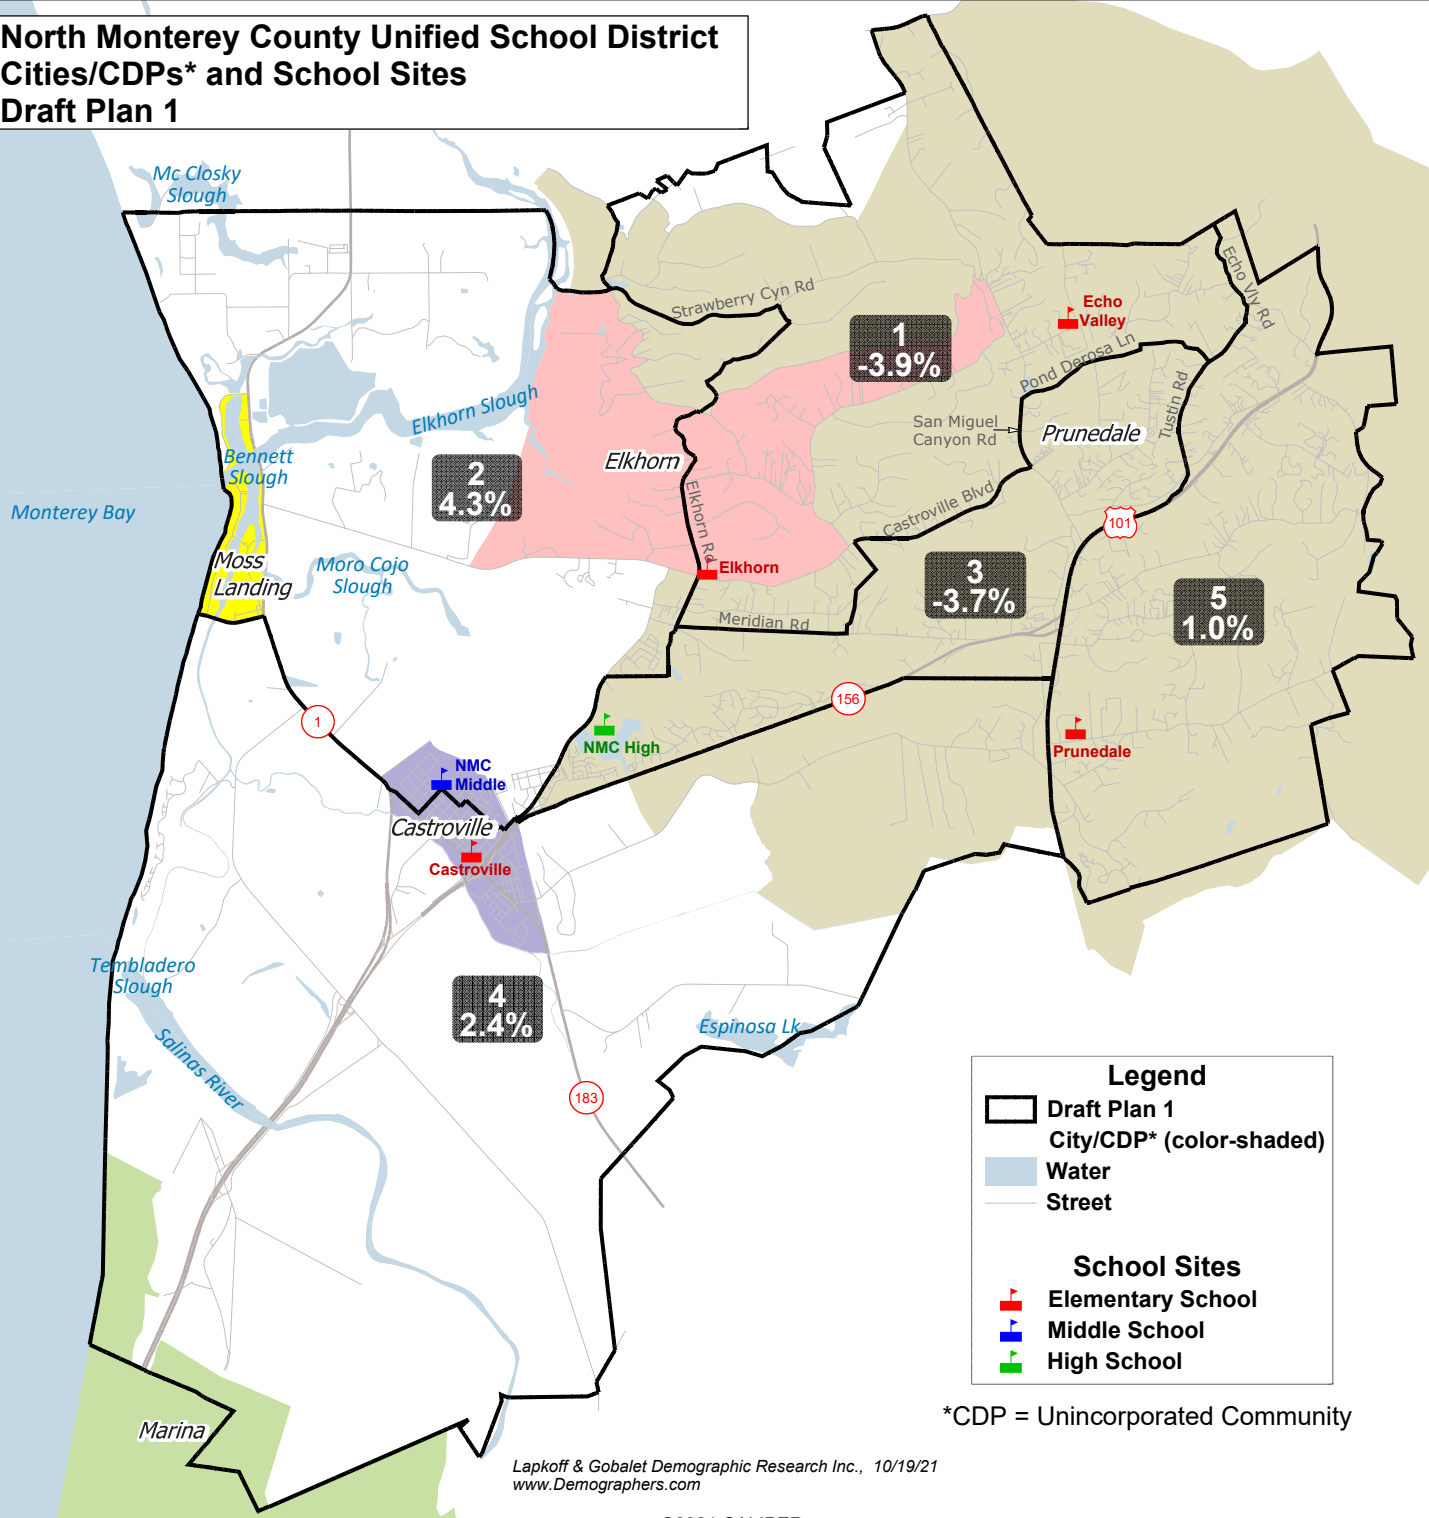 North Monterey County Unified School District
Cities/CDPs* and School Sites
Draft Plan 1
Mc Closky
Slough
Strawberry Cyn Rd
Echo Vly Rd
Echo
Valley
1
-3.9%
Pond Derosa Ln
Tustin Rd
Elkhorn Slough
San Miguel
Canyon Rd
Prunedale
Bennett
Slough
Elkhorn
2
4.3%
Monterey Bay
Elkhorn Rd
Castroville Blvd
101
Moss
Landing
Moro Cojo
Slough
Elkhorn
3
-3.7%
5
1.0%
Meridian Rd
156
1
NMC High
Prunedale
NMC
Middle
Castroville
Castroville
Tembladero
Slough
4
2.4%
Espinosa Lk
Salinas River
183
Marina
Legend
Draft Plan 1
City/CDP* (color-shaded)
Water
Street
School Sites
Elementary School
Middle School
High School
*CDP = Unincorporated Community
Lapkoff & Gobalet Demographic Research Inc., 10/19/21
www.Demographers.com